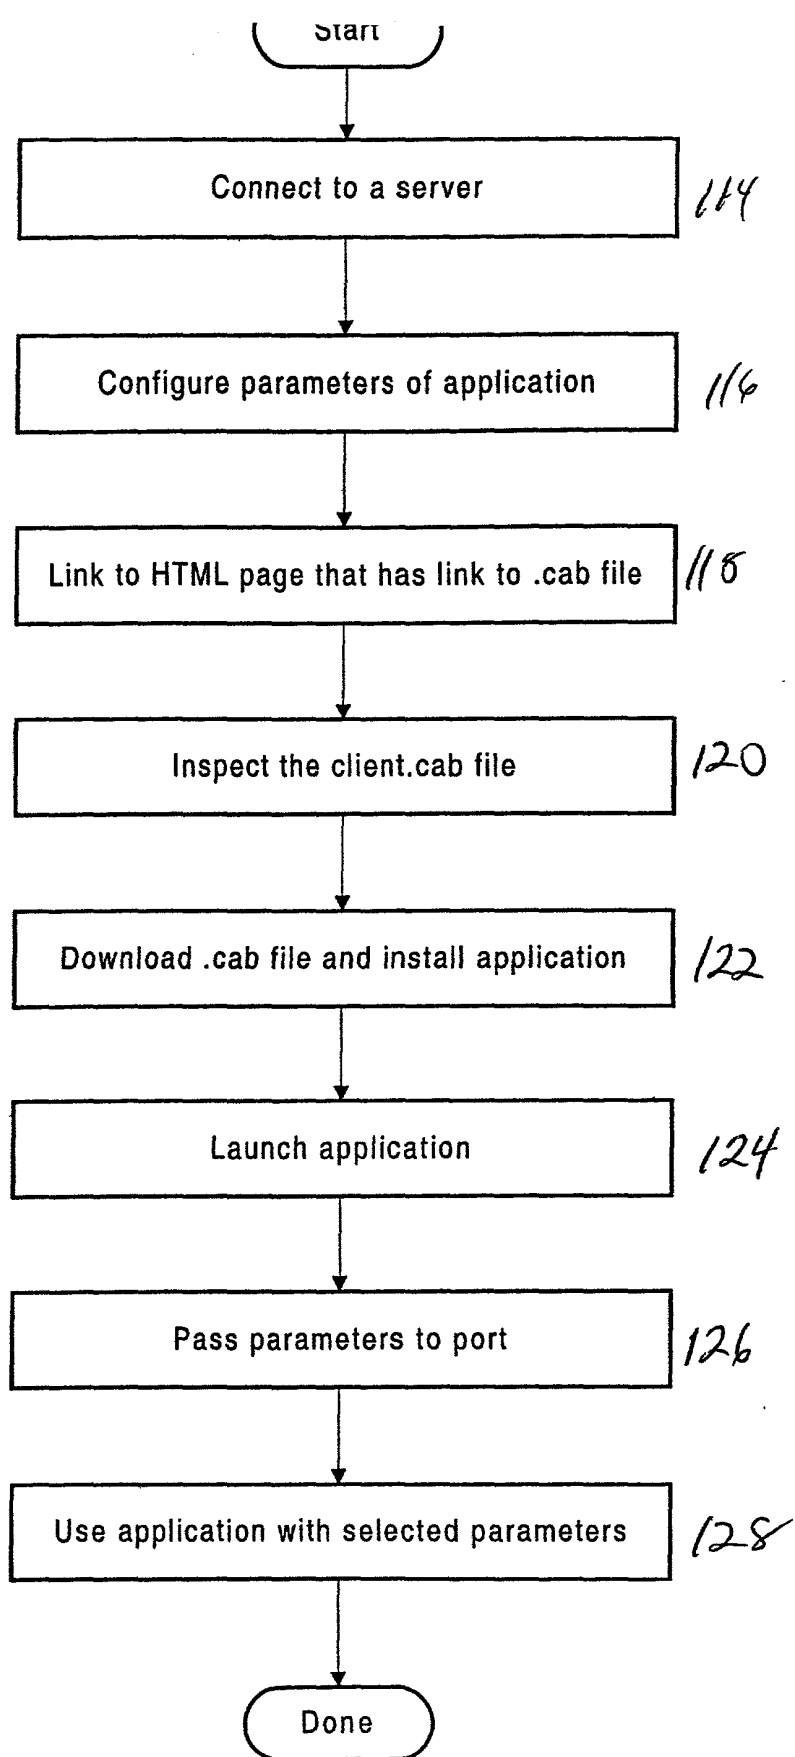 Start
Connect to a server 114
Configure parameters of application 116
Link to HTML page that has link to .cab file 118
Inspect the client.cab file 120
Download .cab file and install application 122
Launch application 124
Pass parameters to port 126
Use application with selected parameters 128
Done